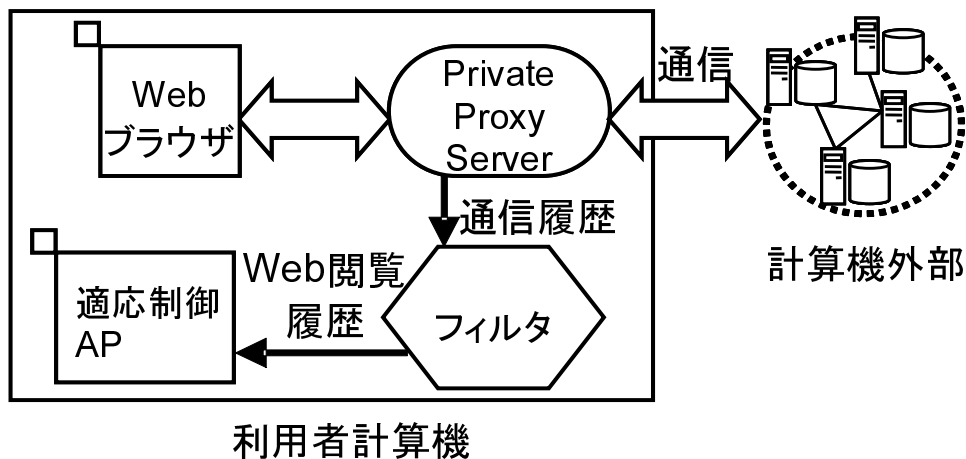 Web
ブラウザ
Private
Proxy
Server
通信
通信履歴
計算機外部
適応制御
AP
Web閲覧
履歴
フィルタ
利用者計算機